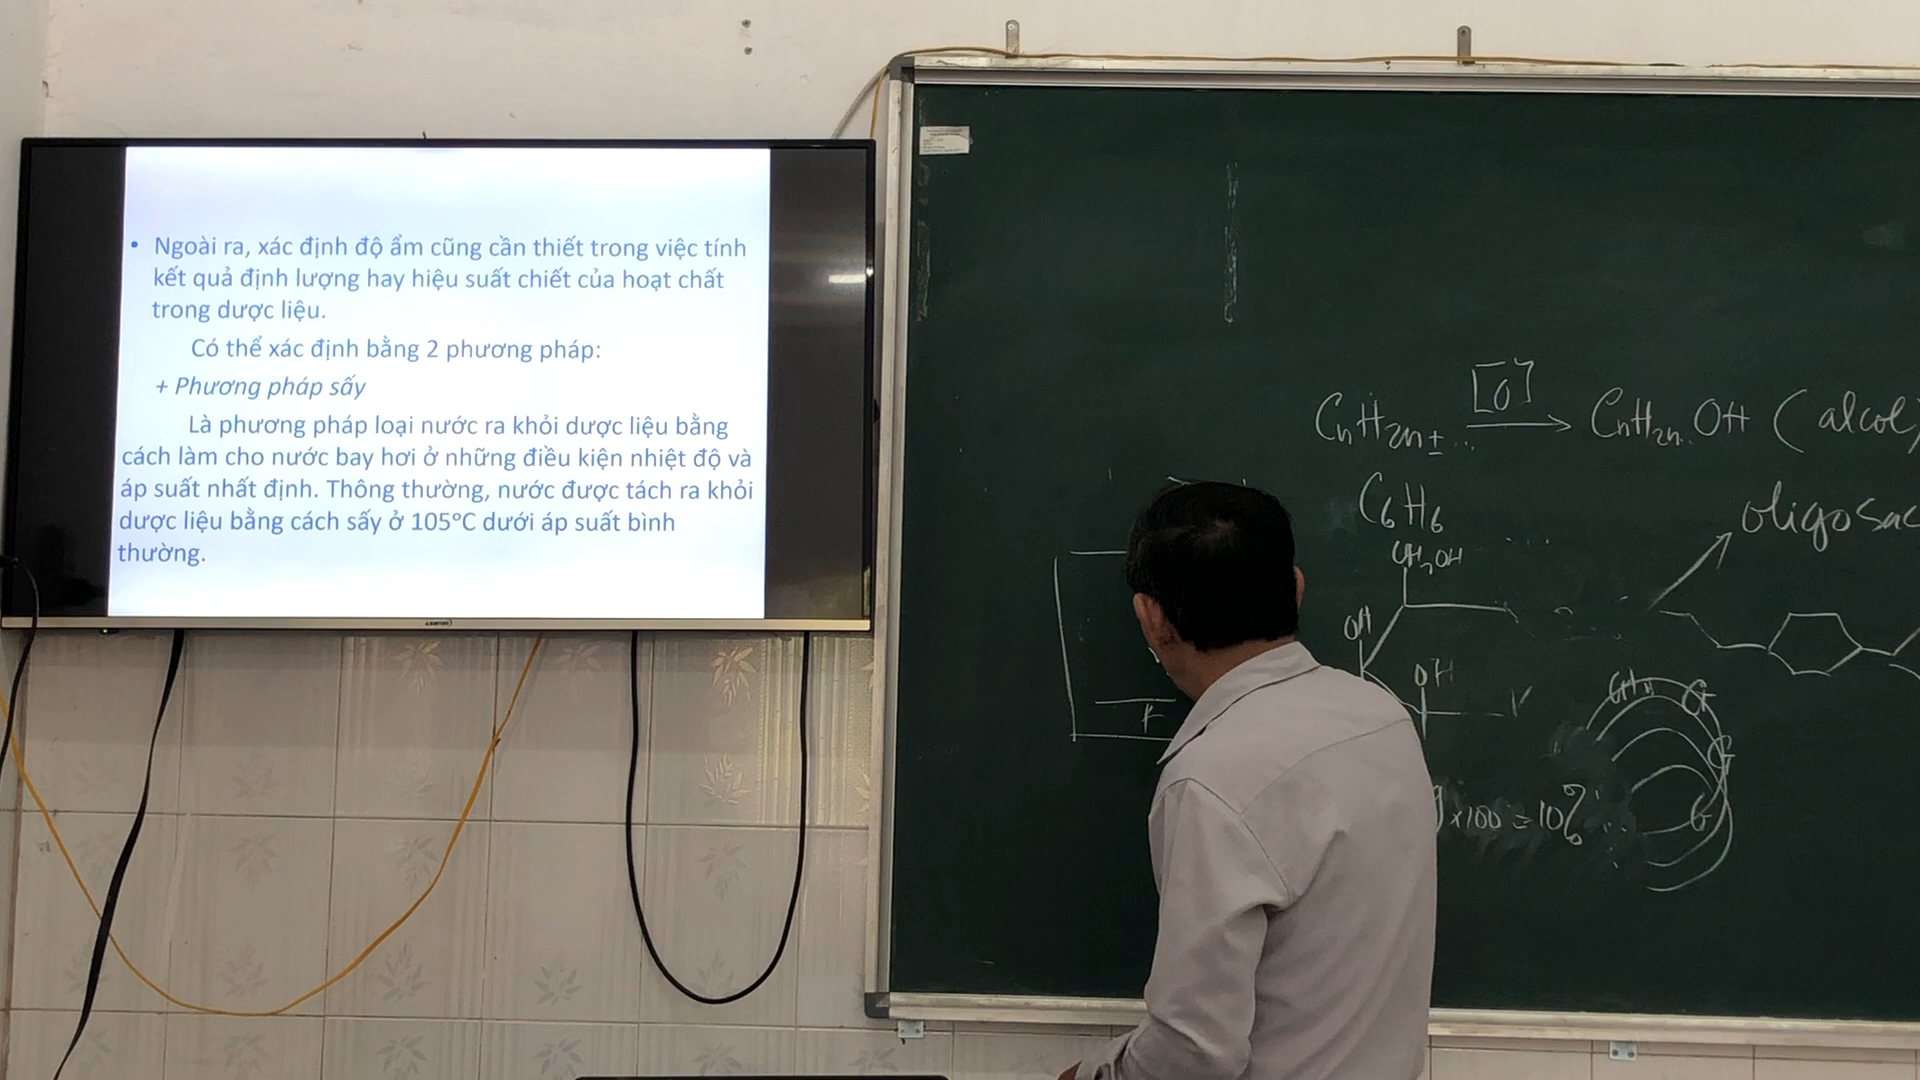 • Ngoài ra, xác định độ ẩm cũng cần thiết trong việc tính
kết quả định lượng hay hiệu suất chiết của hoạt chất
trong dược liệu.
Có thể xác định bằng 2 phương pháp:
+ Phương pháp sấy
Là phương pháp loại nước ra khỏi dược liệu bằng
cách làm cho nước bay hơi ở những điều kiện nhiệt độ và
áp suất nhất định. Thông thường, nước được tách ra khỏi
dược liệu bằng cách sấy ở 105°C dưới áp suất bình
thường.
[O]
CnH2n±... → CnH2n..OH (alcol)
C6H6
oligosac
CH2OH
OH
OH
G
G
G
x100 = 10%